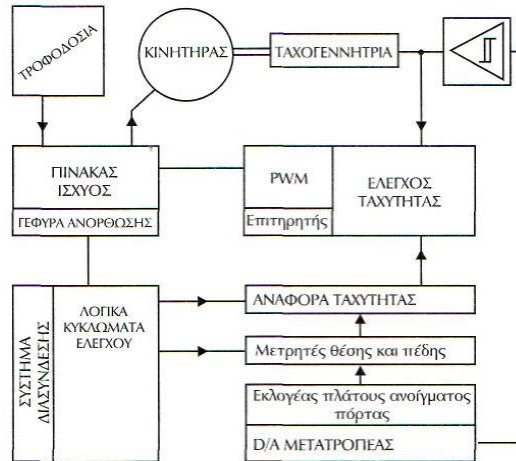 ΤΡΟΦΟΔΟΣΙΑ
ΚΙΝΗΤΗΡΑΣ
ΤΑΧΟΓΕΝΝΗΤΡΙΑ
ΠΙΝΑΚΑΣ
ΙΣΧΥΟΣ
ΓΕΦΥΡΑ ΑΝΟΡΘΩΣΗΣ
PWM
Επιτηρητής
ΕΛΕΓΧΟΣ
ΤΑΧΥΤΗΤΑΣ
ΣΥΣΤΗΜΑ
ΔΙΑΣΥΝΔΕΣΗΣ
ΛΟΓΙΚΑ
ΚΥΚΛΩΜΑΤΑ
ΕΛΕΓΧΟΥ
ΑΝΑΦΟΡΑ ΤΑΧΥΤΗΤΑΣ
Μετρητές θέσης και πέδης
Εκλογέας πλάτους ανοίγματος
πόρτας
D/A ΜΕΤΑΤΡΟΠΕΑΣ